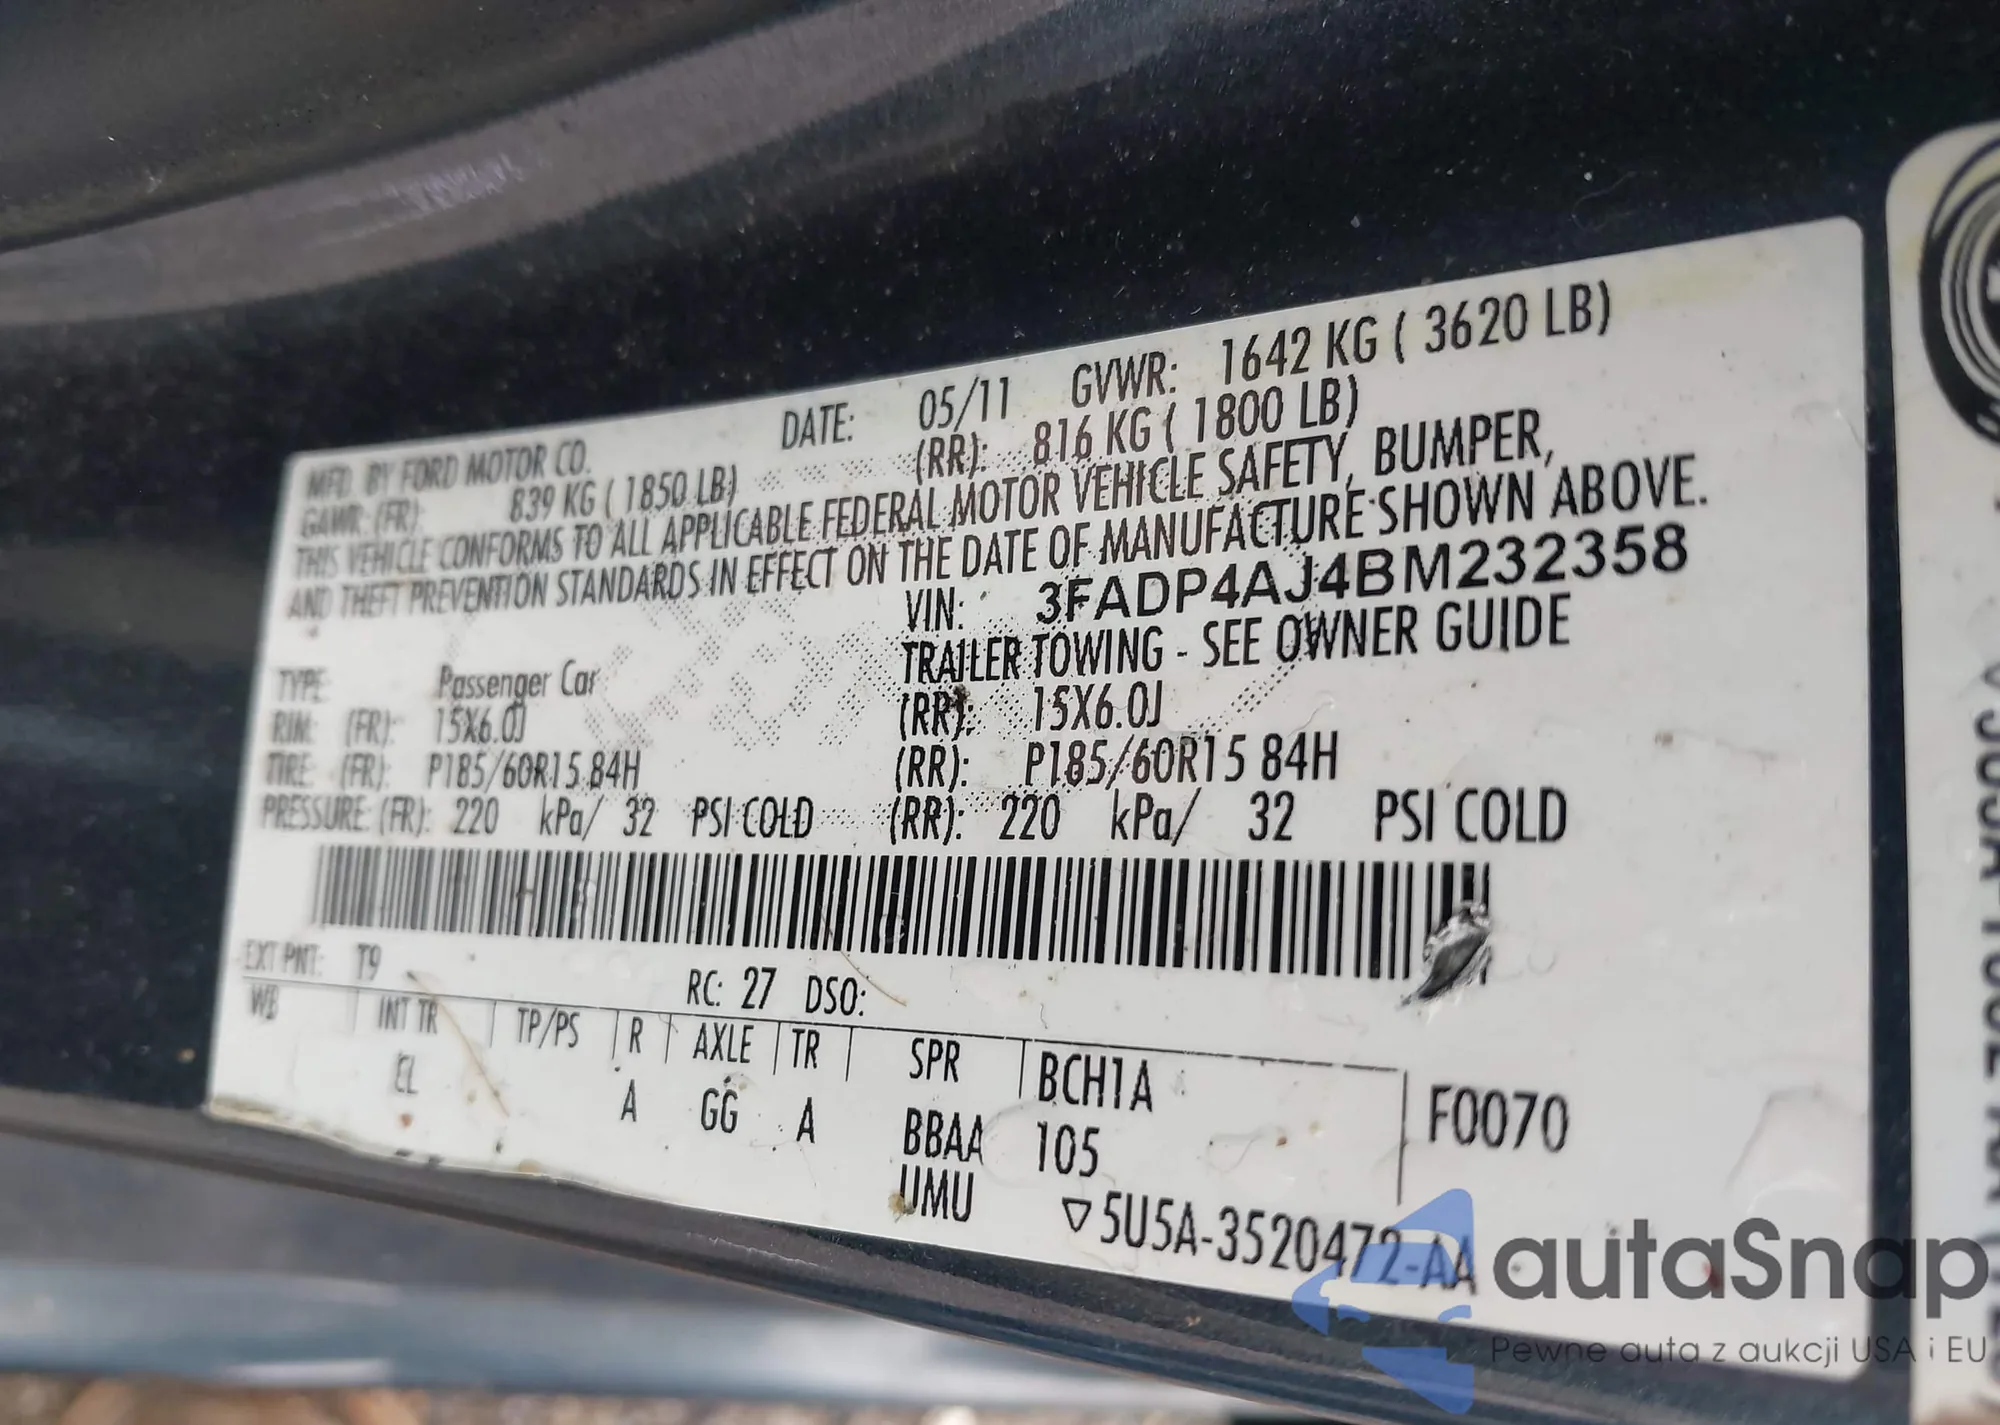 MFD. BY FORD MOTOR CO. DATE: 05/11 GVWR: 1642 KG ( 3620 LB)
GAWR: (FR): 839 KG ( 1850 LB) (RR): 816 KG ( 1800 LB)
THIS VEHICLE CONFORMS TO ALL APPLICABLE FEDERAL MOTOR VEHICLE SAFETY, BUMPER,
AND THEFT PREVENTION STANDARDS IN EFFECT ON THE DATE OF MANUFACTURE SHOWN ABOVE.
VIN: 3FADP4AJ4BM232358
TRAILER TOWING - SEE OWNER GUIDE
TYPE Passenger Car
RIM: (FR): 15X6.0J (RR): 15X6.0J
TIRE (FR): P185/60R15 84H (RR): P185/60R15 84H
PRESSURE: (FR): 220 kPa/ 32 PSI COLD (RR): 220 kPa/ 32 PSI COLD
EXT PNT: T9 RC: 27 DSO:
WB INT TR TP/PS R AXLE TR SPR BCH1A
EL A GG A BBAA 105 F0070
UMU ▽5U5A-3520472-AA
autaSnap
Pewne auta z aukcji USA i EU